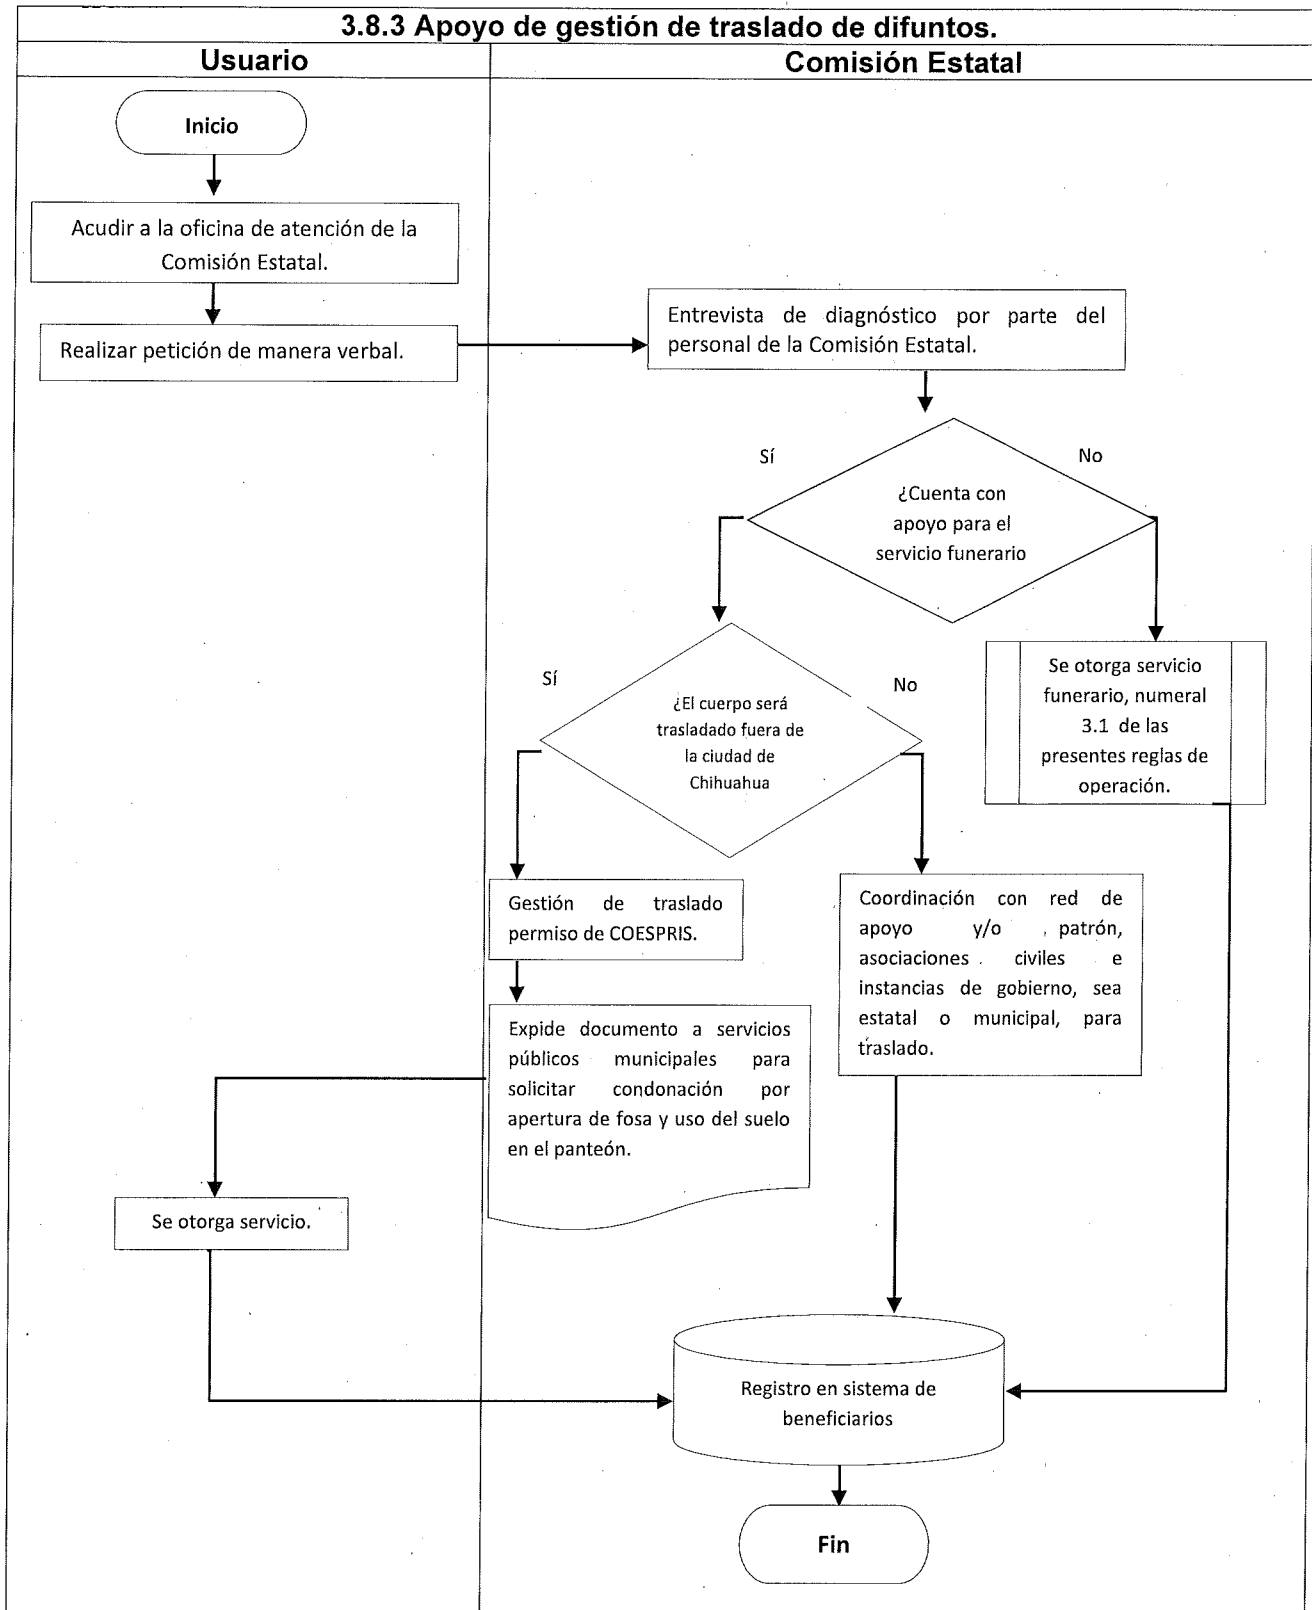 3.8.3 Apoyo de gestión de traslado de difuntos.
Usuario
Comisión Estatal
Inicio
Acudir a la oficina de atención de la
Comisión Estatal.
Realizar petición de manera verbal.
Entrevista de diagnóstico por parte del
personal de la Comisión Estatal.
Sí
No
¿Cuenta con
apoyo para el
servicio funerario
Sí
No
¿El cuerpo será
trasladado fuera de
la ciudad de
Chihuahua
Se otorga servicio
funerario, numeral
3.1 de las
presentes reglas de
operación.
Gestión de traslado
permiso de COESPRIS.
Coordinación con red de
apoyo y/o patrón,
asociaciones civiles e
instancias de gobierno, sea
estatal o municipal, para
traslado.
Expide documento a servicios
públicos municipales para
solicitar condonación por
apertura de fosa y uso del suelo
en el panteón.
Se otorga servicio.
Registro en sistema de
beneficiarios
Fin